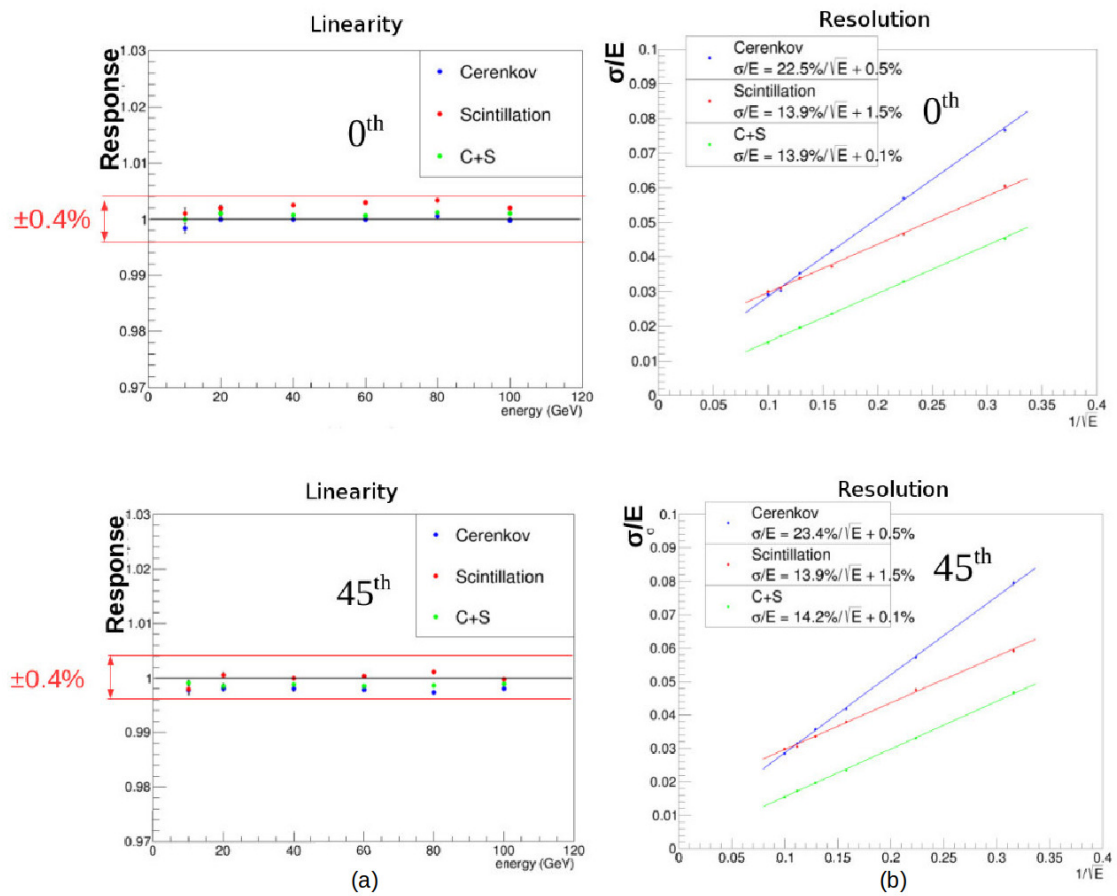 Linearity
Response
1.03
1.02
1.01
1
0.99
0.98
0.97
±0.4%
0th
Cerenkov
Scintillation
C+S
0 20 40 60 80 100 120
energy (GeV)
Resolution
σ/E
0.1
0.09
0.08
0.07
0.06
0.05
0.04
0.03
0.02
0.01
0
Cerenkov
σ/E = 22.5%/√E + 0.5%
Scintillation
σ/E = 13.9%/√E + 1.5%
C+S
σ/E = 13.9%/√E + 0.1%
0th
0 0.05 0.1 0.15 0.2 0.25 0.3 0.35 0.4
1/√E
Linearity
Response
1.03
1.02
1.01
1
0.99
0.98
0.97
±0.4%
45th
Cerenkov
Scintillation
C+S
0 20 40 60 80 100 120
energy (GeV)
(a)
Resolution
σ/E
σ
0.1
0.09
0.08
0.07
0.06
0.05
0.04
0.03
0.02
0.01
0
Cerenkov
σ/E = 23.4%/√E + 0.5%
Scintillation
σ/E = 13.9%/√E + 1.5%
C+S
σ/E = 14.2%/√E + 0.1%
45th
0 0.05 0.1 0.15 0.2 0.25 0.3 0.35 0.4
1/√E
(b)